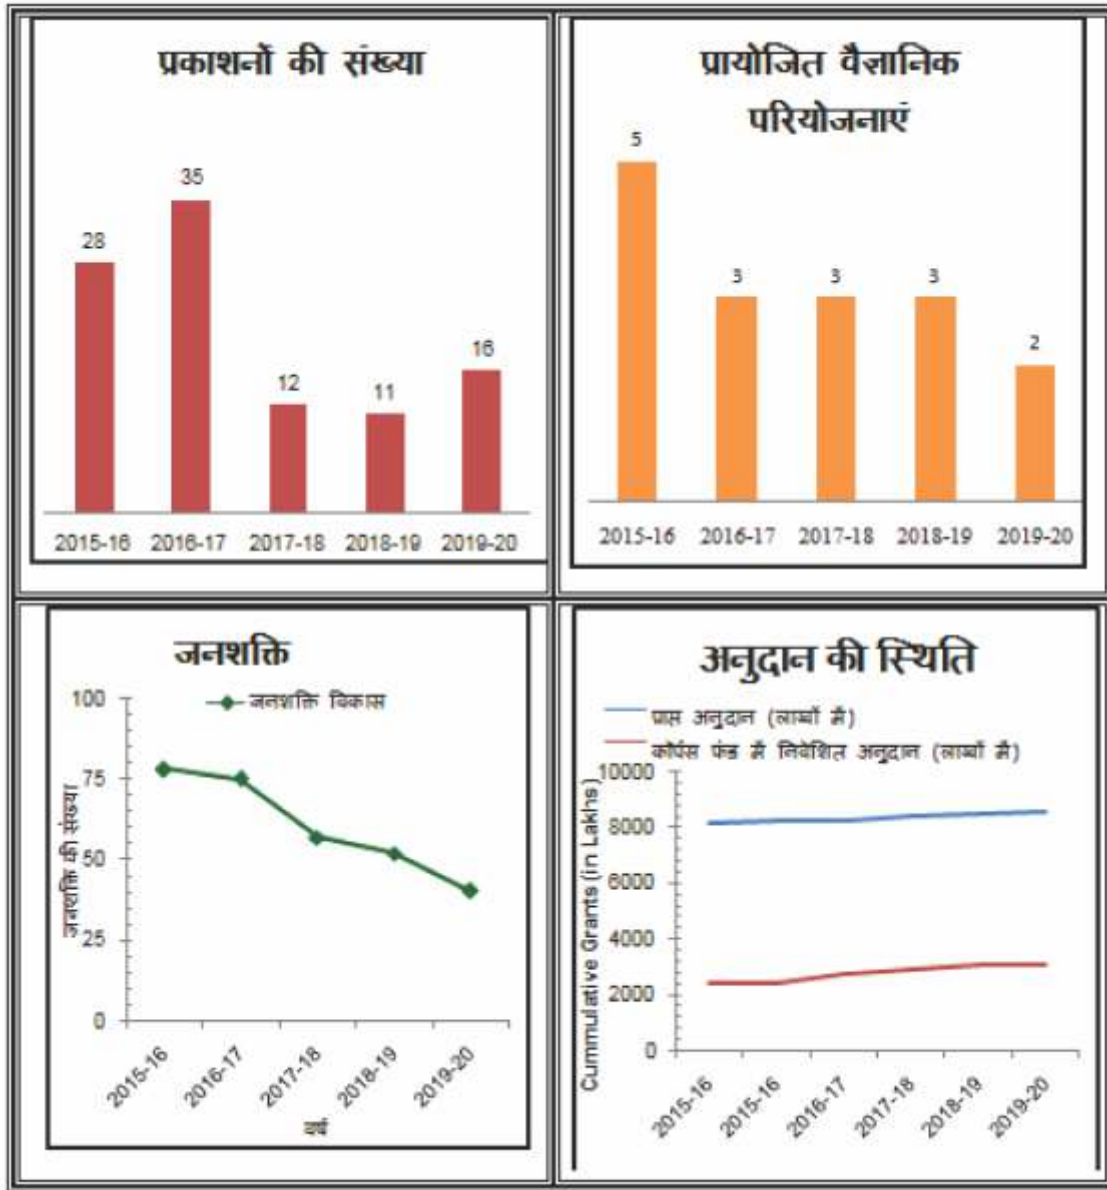 प्रकाशनों की संख्या
35
28
16
12
11
2015-16 2016-17 2017-18 2018-19 2019-20
प्रायोजित वैज्ञानिक
परियोजनाएं
5
3 3 3
2
2015-16 2016-17 2017-18 2018-19 2019-20
जनशक्ति
जनशक्ति विकास
100
75
50
25
0
जनशक्ति की संख्या
2015-16 2016-17 2017-18 2018-19 2019-20
वर्ष
अनुदान की स्थिति
प्राप्त अनुदान (लाखों में)
कॉर्पस फंड में निवेशित अनुदान (लाखों में)
10000
8000
6000
4000
2000
0
Cummulative Grants (in Lakhs)
2015-16 2015-16 2016-17 2017-18 2018-19 2019-20